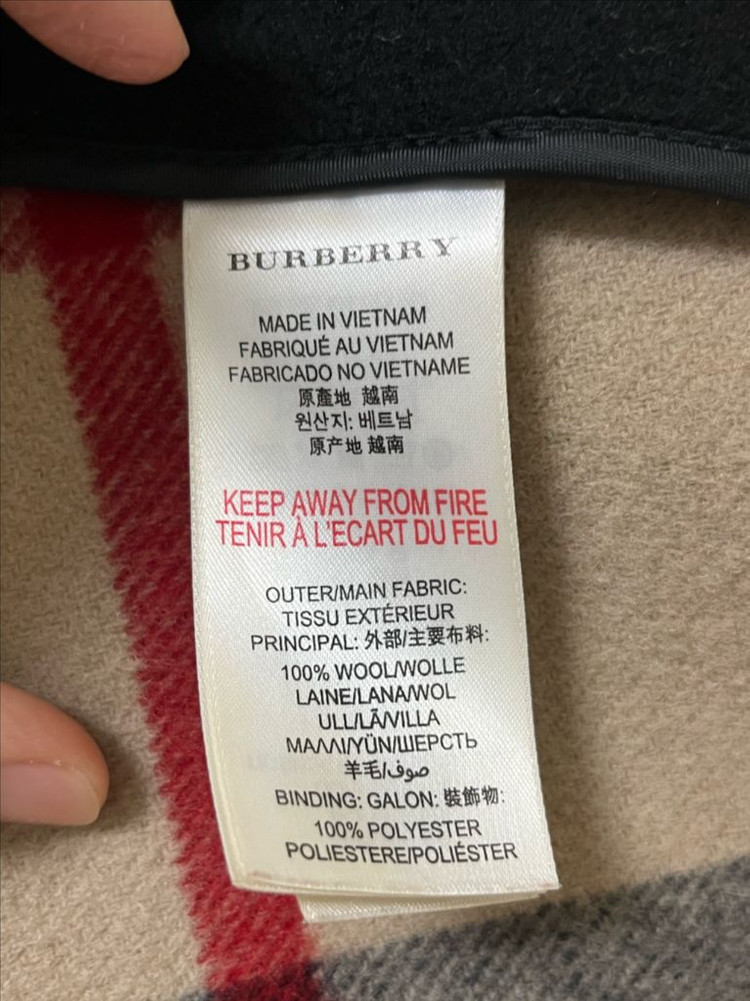 BURBERRY
MADE IN VIETNAM
FABRIQUÉ AU VIETNAM
FABRICADO NO VIETNAME
原產地 越南
원산지: 베트남
原产地 越南
KEEP AWAY FROM FIRE
TENIR À L'ECART DU FEU
OUTER/MAIN FABRIC:
TISSU EXTÉRIEUR
PRINCIPAL: 外部/主要布料:
100% WOOL/WOLLE
LAINE/LANA/WOL
ULL/LÃ/VILLA
ΜΑΛΛΙ/YÜN/ШЕРСТЬ
羊毛/صوف
BINDING: GALON: 裝飾物:
100% POLYESTER
POLIESTERE/POLIÉSTER